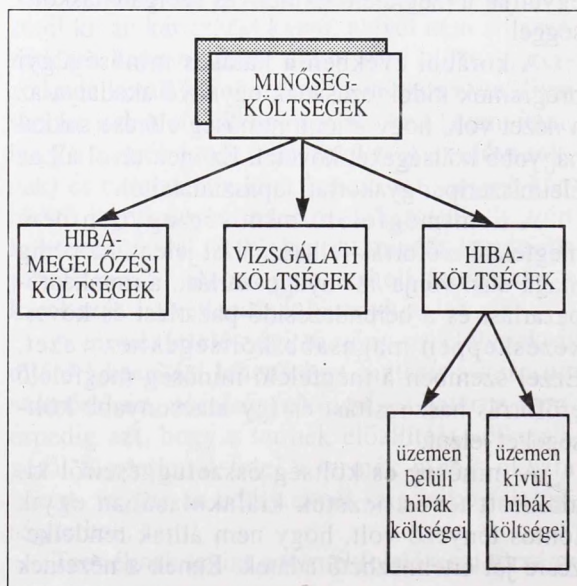 MINŐSÉG-
KÖLTSÉGEK
HIBA-
MEGELŐZÉSI
KÖLTSÉGEK
VIZSGÁLATI
KÖLTSÉGEK
HIBA-
KÖLTSÉGEK
üzemen
belüli
hibák
költségei
üzemen
kívüli
hibák
költségei